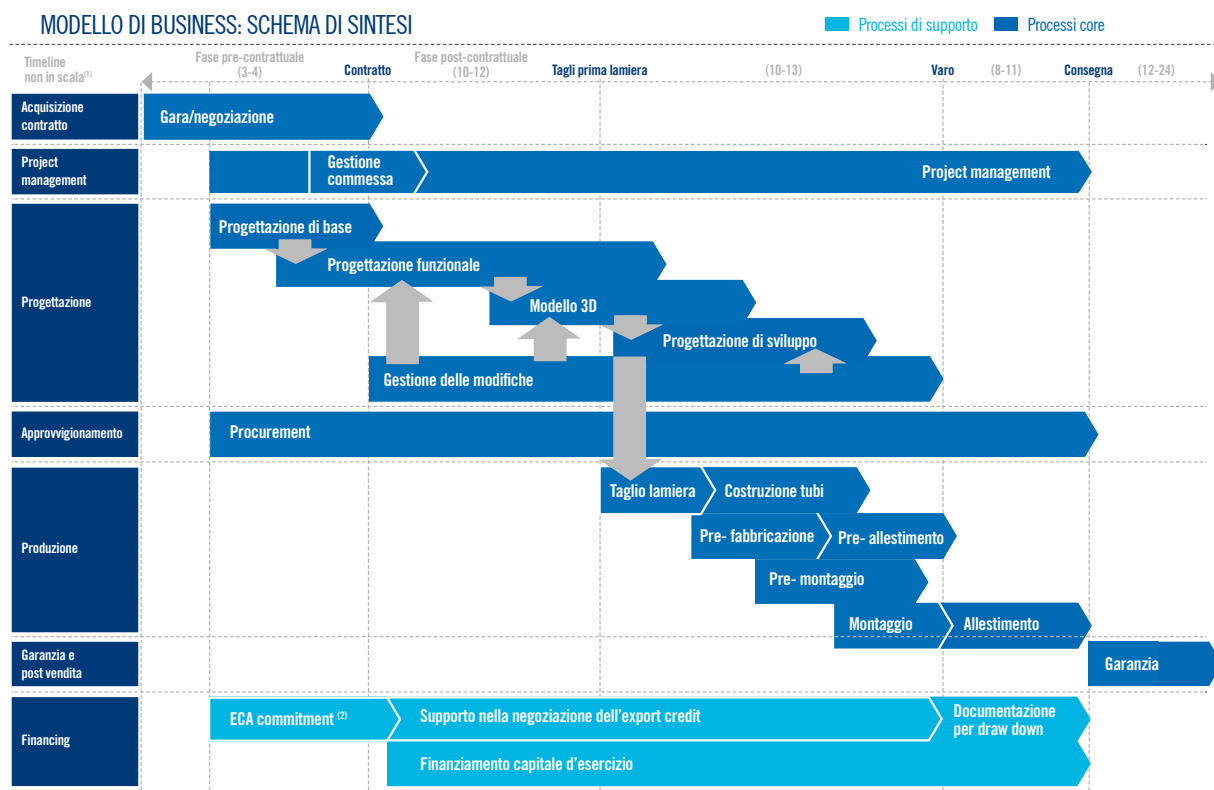 MODELLO DI BUSINESS: SCHEMA DI SINTESI
Processi di supporto
Processi core
Timeline
non in scala(1)
Fase pre-contrattuale
(3-4)
Contratto
Fase post-contrattuale
(10-12)
Tagli prima lamiera
(10-13)
Varo
(8-11)
Consegna
(12-24)
Acquisizione
contratto
Gara/negoziazione
Project
management
Gestione
commessa
Project management
Progettazione
Progettazione di base
Progettazione funzionale
Modello 3D
Progettazione di sviluppo
Gestione delle modifiche
Approvvigionamento
Procurement
Produzione
Taglio lamiera
Costruzione tubi
Pre- fabbricazione
Pre- allestimento
Pre- montaggio
Montaggio
Allestimento
Garanzia e
post vendita
Garanzia
Financing
ECA commitment (2)
Supporto nella negoziazione dell'export credit
Documentazione
per draw down
Finanziamento capitale d'esercizio